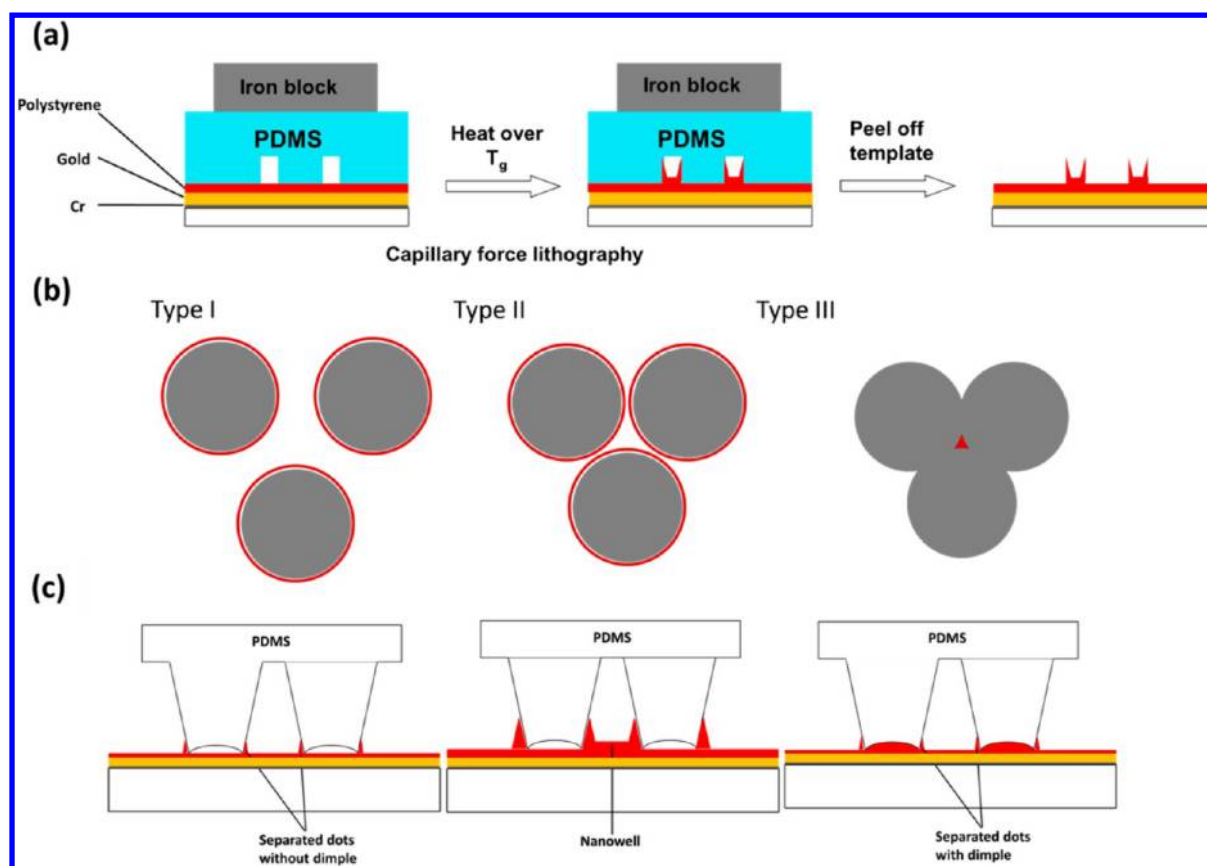 (a)
Iron block
Polystyrene
PDMS
Gold
Cr
Heat over
Tg
Iron block
PDMS
Peel off
template
Capillary force lithography
(b)
Type I
Type II
Type III
(c)
PDMS
PDMS
PDMS
Separated dots
without dimple
Nanowell
Separated dots
with dimple